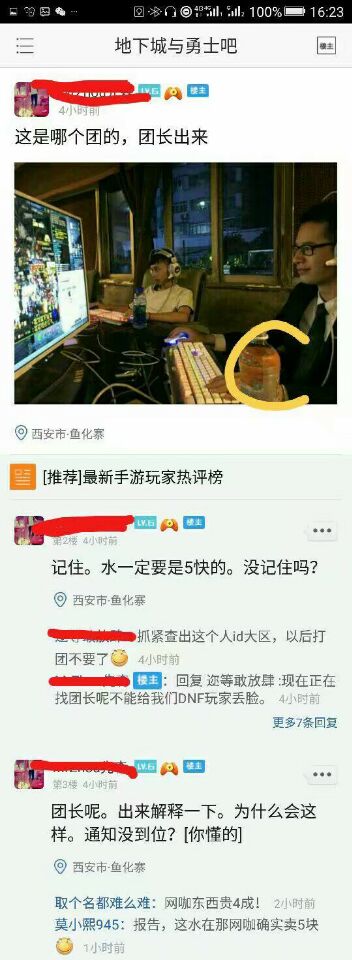 100% 16:23
地下城与勇士吧
楼主
LV.6 楼主
4小时前
这是哪个团的，团长出来
西安市·鱼化寨
[推荐]最新手游玩家热评榜
LV.6 楼主
第2楼 4小时前
记住。水一定要是5快的。没记住吗？
西安市·鱼化寨
抓紧查出这个人id大区，以后打
团不要了 4小时前
楼主：回复 迩等敢放肆 :现在正在
找团长呢不能给我们DNF玩家丢脸。 4小时前
更多7条回复
LV.6 楼主
第3楼 4小时前
团长呢。出来解释一下。为什么会这
样。通知没到位？[你懂的]
西安市·鱼化寨
取个名都难么难：网咖东西贵4成！ 2小时前
莫小熙945：报告，这水在那网咖确实卖5块
1小时前